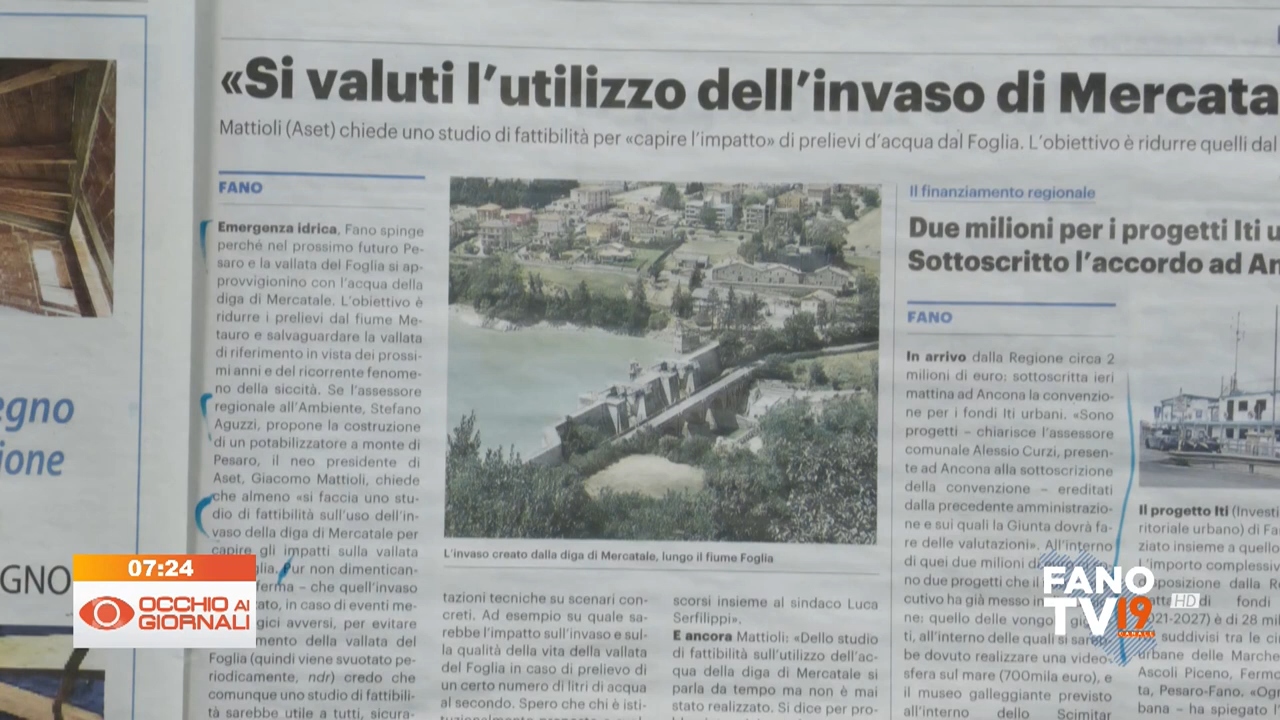 «Si valuti l'utilizzo dell'invaso di Mercata
Mattioli (Aset) chiede uno studio di fattibilità per «capire l'impatto» di prelievi d'acqua dal Foglia. L'obiettivo è ridurre quelli dal
FANO
Emergenza idrica, Fano spinge
perché nel prossimo futuro Pe-
saro e la vallata del Foglia si ap-
provvigionino con l'acqua della
diga di Mercatale. L'obiettivo è
ridurre i prelievi dal fiume Me-
tauro e salvaguardare la vallata
di riferimento in vista dei prossi-
mi anni e del ricorrente fenome-
no della siccità. Se l'assessore
regionale all'Ambiente, Stefano
Aguzzi, propone la costruzione
di un potabilizzatore a monte di
Pesaro, il neo presidente di
Aset, Giacomo Mattioli, chiede
che almeno «si faccia uno stu-
dio di fattibilità sull'uso dell'in-
vaso della diga di Mercatale per
capire gli impatti sulla vallata
glia. Pur non dimentican-
ferma – che quell'invaso
tato, in caso di eventi me-
gici avversi, per evitare
mento della vallata del
Foglia (quindi viene svuotato pe-
riodicamente, ndr) credo che
comunque uno studio di fattibili-
tà sarebbe utile a tutti, sicura-
L'invaso creato dalla diga di Mercatale, lungo il fiume Foglia
tazioni tecniche su scenari con-
creti. Ad esempio su quale sa-
rebbe l'impatto sull'invaso e sul-
la qualità della vita della vallata
del Foglia in caso di prelievo di
un certo numero di litri di acqua
al secondo. Spero che chi è isti-
scorsi insieme al sindaco Luca
Serfilippi».
E ancora Mattioli: «Dello studio
di fattibilità sull'utilizzo dell'ac-
qua della diga di Mercatale si
parla da tempo ma non è mai
stato realizzato. Si dice per pro-
Il finanziamento regionale
Due milioni per i progetti Iti u
Sottoscritto l'accordo ad An
FANO
In arrivo dalla Regione circa 2
milioni di euro: sottoscritta ieri
mattina ad Ancona la convenzio-
ne per i fondi Iti urbani. «Sono
progetti – chiarisce l'assessore
comunale Alessio Curzi, presen-
te ad Ancona alla sottoscrizione
della convenzione – ereditati
dalla precedente amministrazio-
ne e sui quali la Giunta dovrà fa-
re delle valutazioni». All'interno
di quei due milioni di
no due progetti che il
cutivo ha già messo in
ne: quello delle vongo
ti, all'interno delle quali si sareb-
be dovuto realizzare una video-
sfera sul mare (700mila euro), e
il museo galleggiante previsto
all'interno dello Scimitar
Il progetto Iti (Investi
ritoriale urbano) di Fa
ziato insieme a quello
l'importo complessiv
posizione dalla R
di fondi
021-2027) è di 28 mil
suddivisi tra le ci
urbane delle Marche
Ascoli Piceno, Fermo
ta, Pesaro-Fano. «Og
bana – ha spiegato l
egno
ione
GNO
07:24
OCCHIO AI
GIORNALI
FANO
TV 19
CANALE
HD